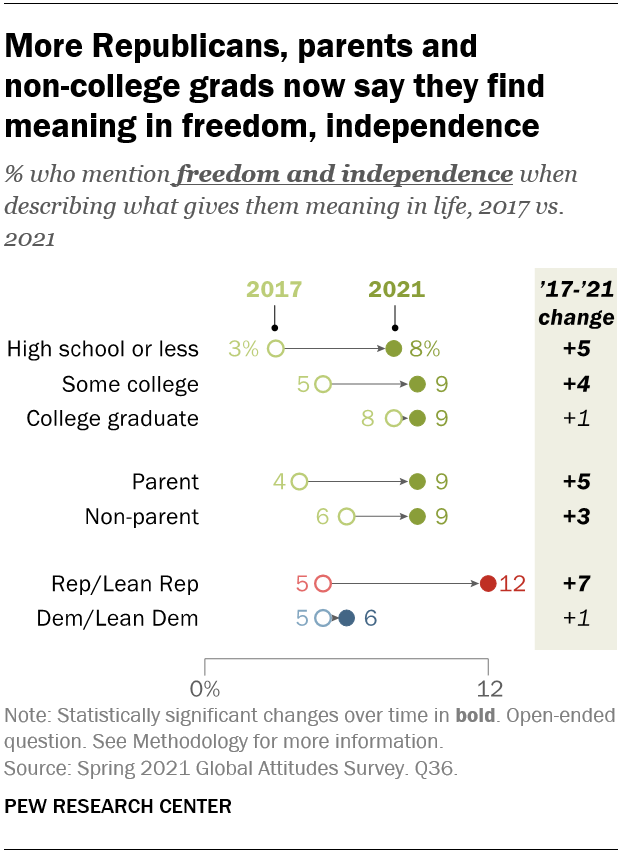 More Republicans, parents and
non-college grads now say they find
meaning in freedom, independence
% who mention freedom and independence when
describing what gives them meaning in life, 2017 vs.
2021
2017 2021 ’17-’21
change
High school or less 3% 8% +5
Some college 5 9 +4
College graduate 8 9 +1
Parent 4 9 +5
Non-parent 6 9 +3
Rep/Lean Rep 5 12 +7
Dem/Lean Dem 5 6 +1
0% 12
Note: Statistically significant changes over time in bold. Open-ended
question. See Methodology for more information.
Source: Spring 2021 Global Attitudes Survey. Q36.
PEW RESEARCH CENTER